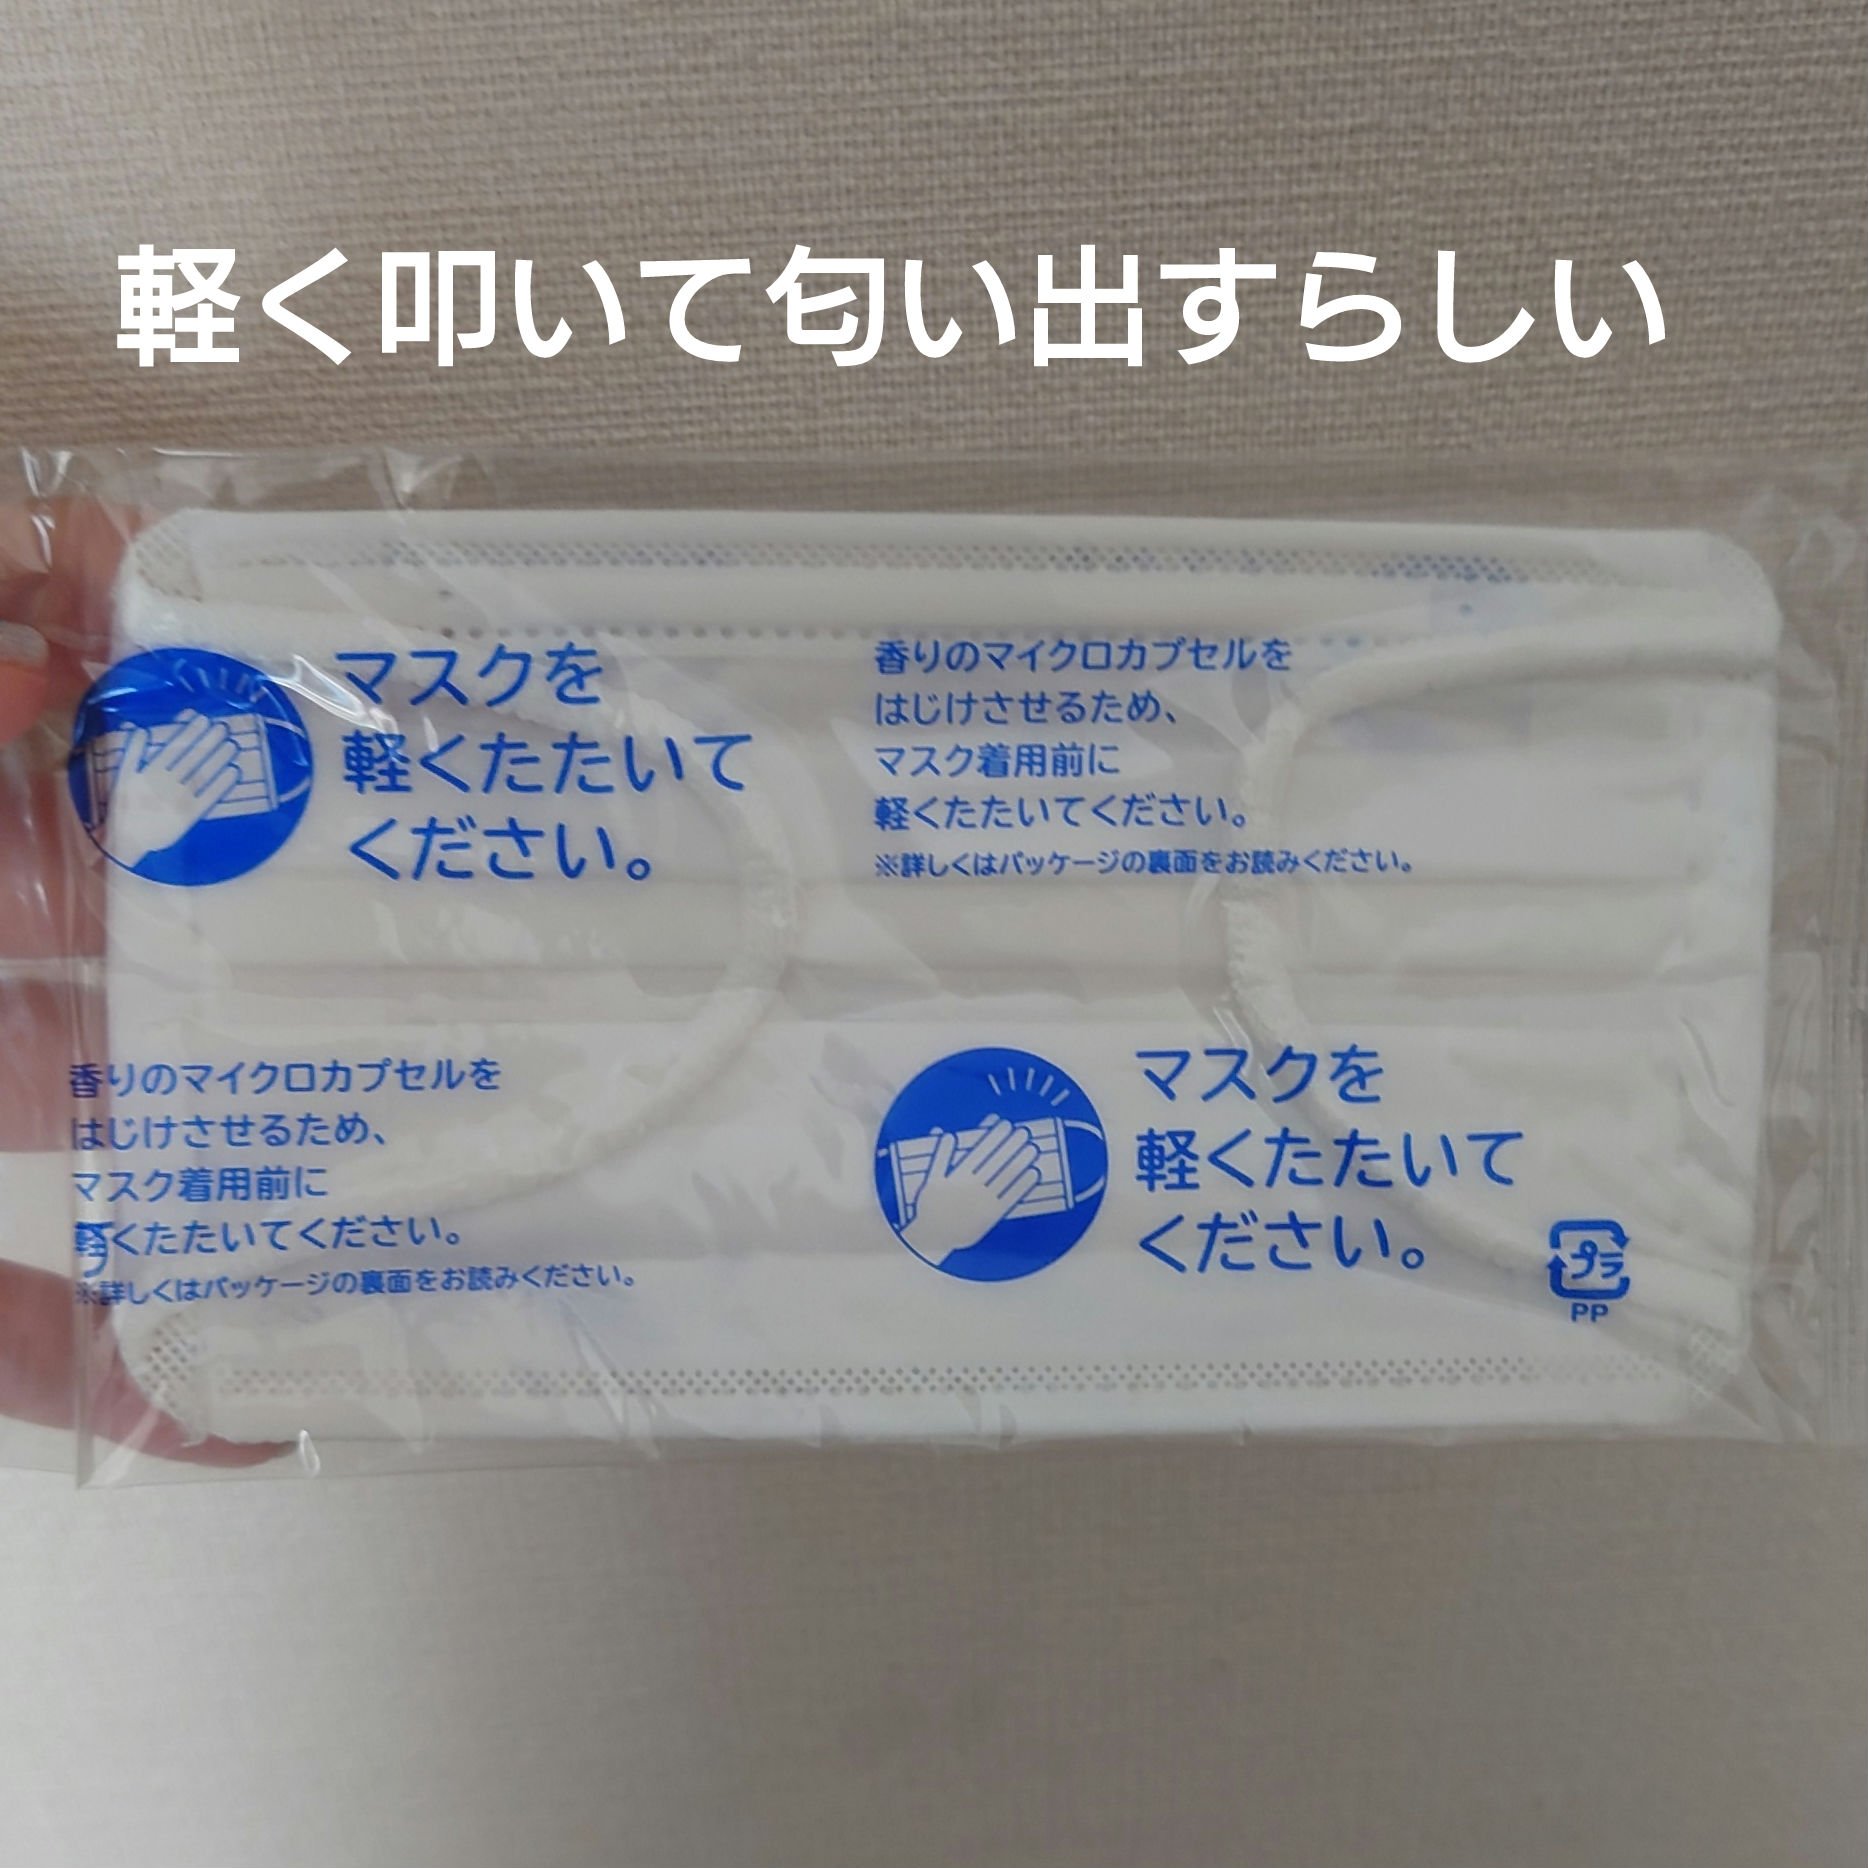 軽く叩いて匂い出すらしい
マスクを
軽くたたいて
ください。
香りのマイクロカプセルを
はじけさせるため、
マスク着用前に
軽くたたいてください。
※詳しくはパッケージの裏面をお読みください。
香りのマイクロカプセルを
はじけさせるため、
マスク着用前に
軽くたたいてください。
※詳しくはパッケージの裏面をお読みください。
マスクを
軽くたたいて
ください。
プラ
PP